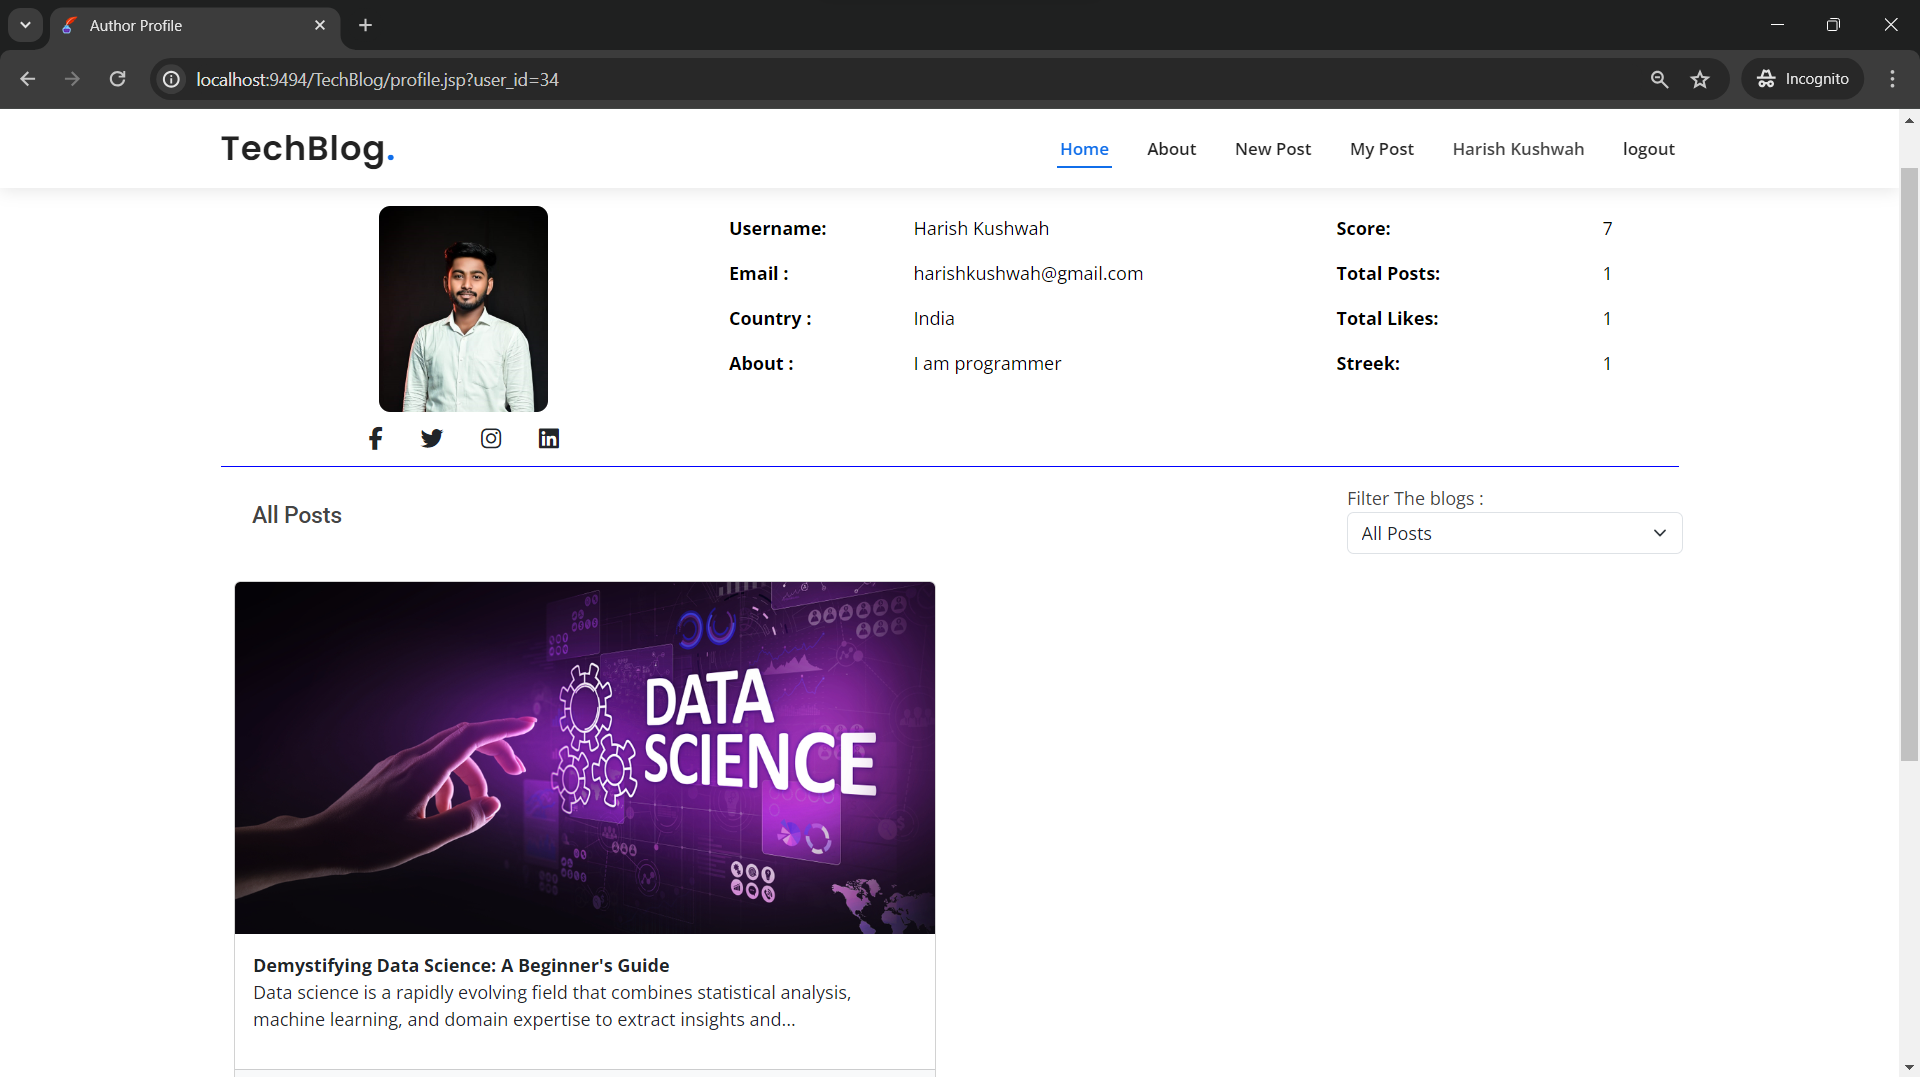 Author Profile
localhost:9494/TechBlog/profile.jsp?user_id=34
Incognito
TechBlog.
Home
About
New Post
My Post
Harish Kushwah
logout
Username:
Harish Kushwah
Score:
7
Email :
harishkushwah@gmail.com
Total Posts:
1
Country :
India
Total Likes:
1
About :
I am programmer
Streek:
1
All Posts
Filter The blogs :
All Posts
DATA
SCIENCE
Demystifying Data Science: A Beginner's Guide
Data science is a rapidly evolving field that combines statistical analysis,
machine learning, and domain expertise to extract insights and...